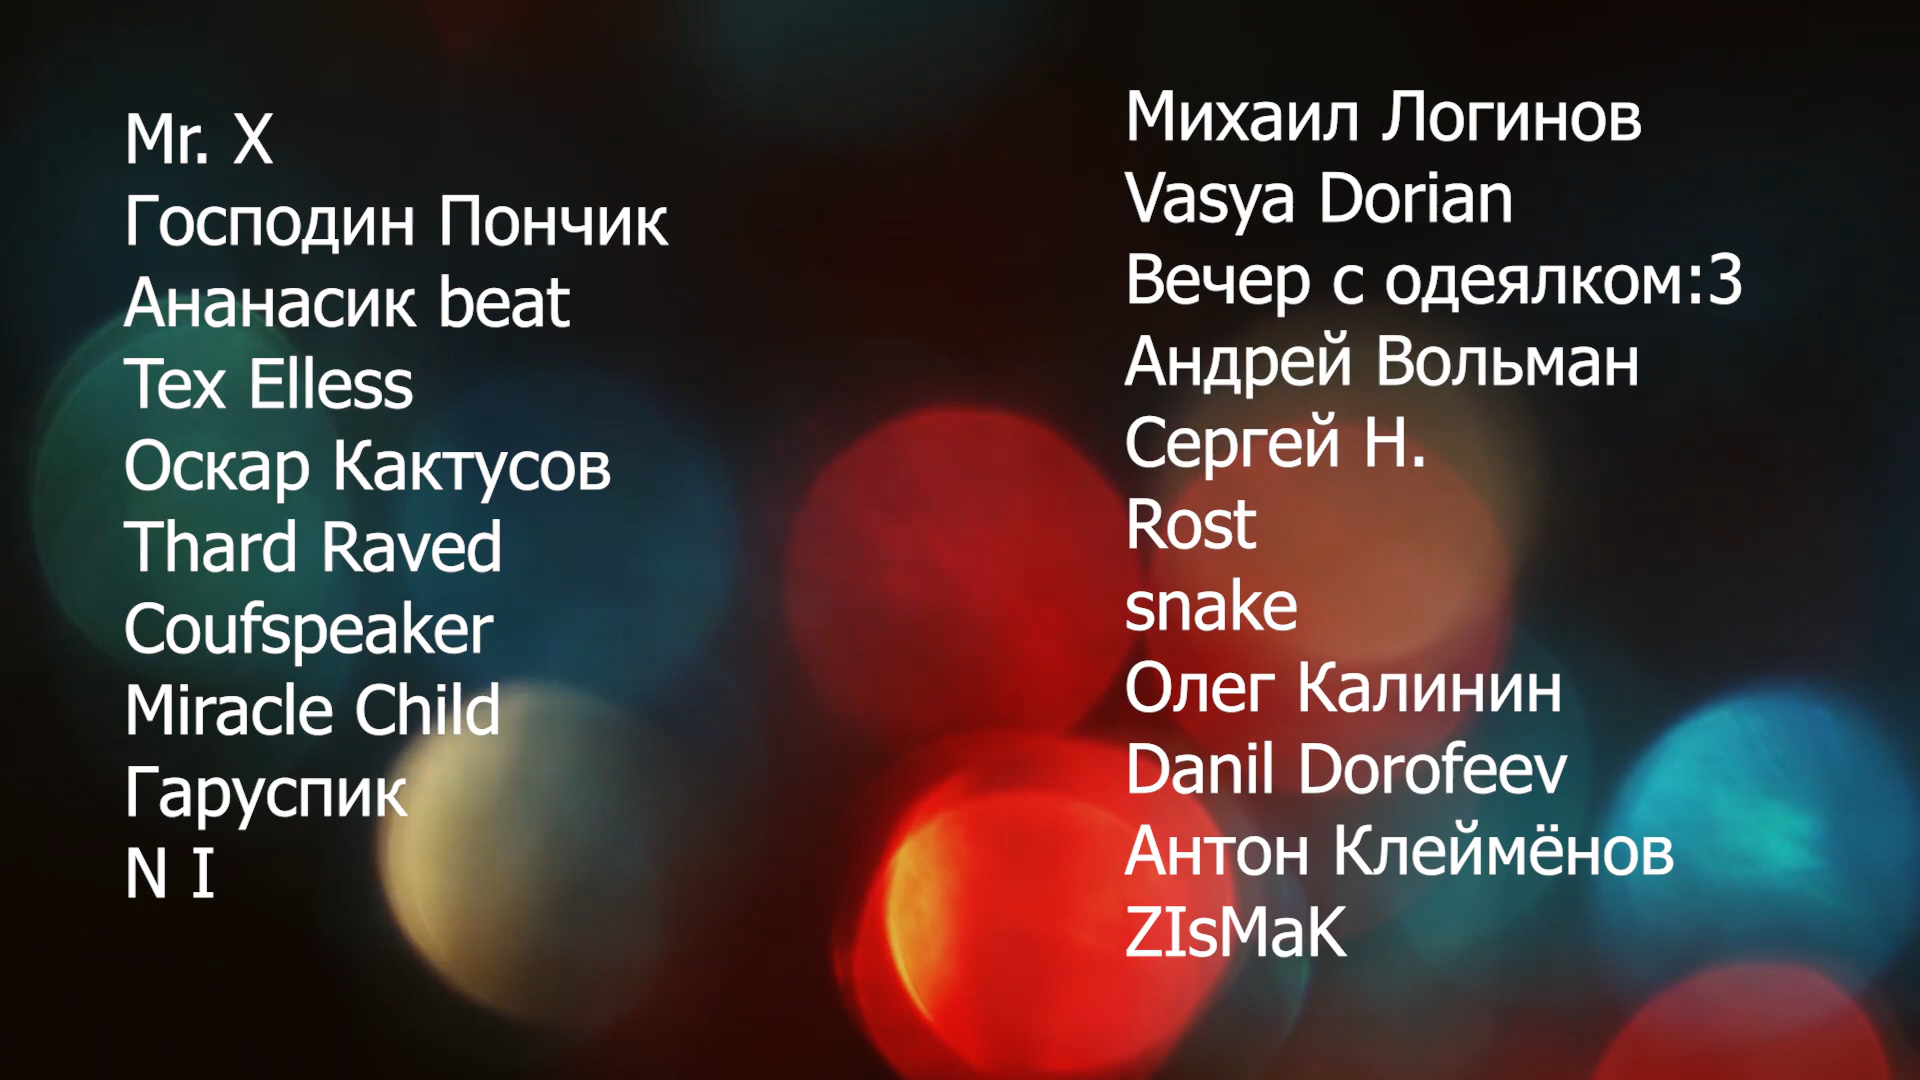 Mr. X
Господин Пончик
Ананасик beat
Tex Elless
Оскар Кактусов
Thard Raved
Coufspeaker
Miracle Child
Гаруспик
N I
Михаил Логинов
Vasya Dorian
Вечер с одеялком:3
Андрей Вольман
Сергей Н.
Rost
snake
Олег Калинин
Danil Dorofeev
Антон Клеймёнов
ZIsMaK